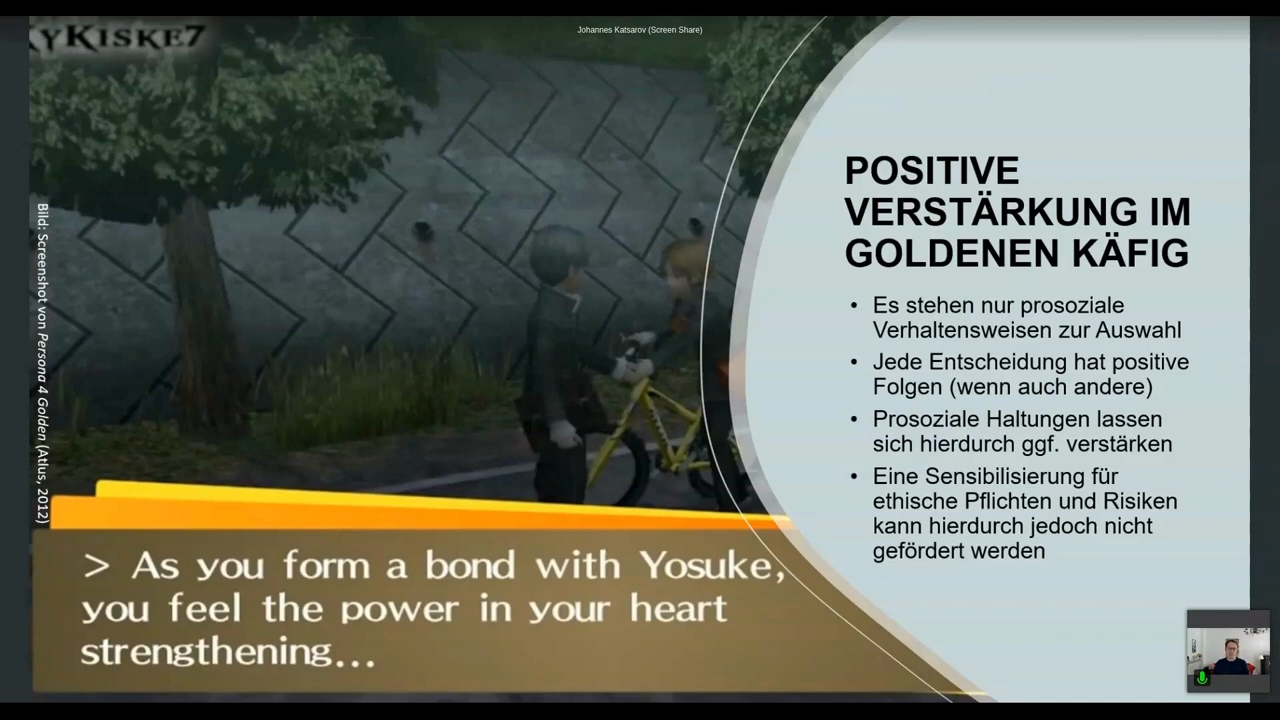 Johannes Katsarov (Screen Share)
YKISKE7
Bild: Screenshot von Persona 4 Golden (Atlus, 2012)
POSITIVE
VERSTÄRKUNG IM
GOLDENEN KÄFIG
• Es stehen nur prosoziale
Verhaltensweisen zur Auswahl
• Jede Entscheidung hat positive
Folgen (wenn auch andere)
• Prosoziale Haltungen lassen
sich hierdurch ggf. verstärken
• Eine Sensibilisierung für
ethische Pflichten und Risiken
kann hierdurch jedoch nicht
gefördert werden
> As you form a bond with Yosuke,
you feel the power in your heart
strengthening...